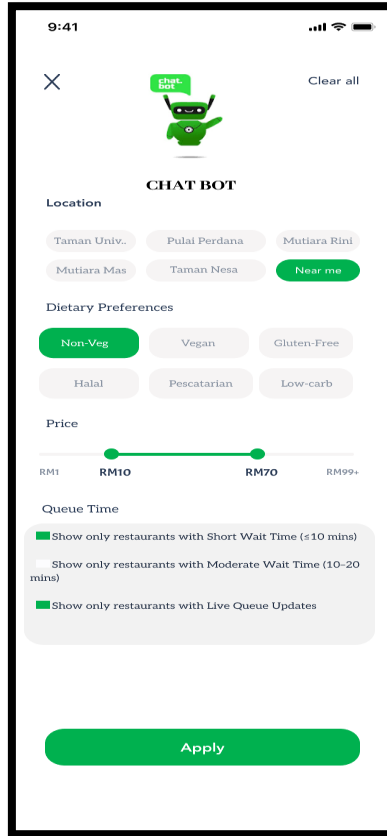 9:41
Clear all
chat.
bot
CHAT BOT
Location
Taman Univ..
Pulai Perdana
Mutiara Rini
Mutiara Mas
Taman Nesa
Near me
Dietary Preferences
Non-Veg
Vegan
Gluten-Free
Halal
Pescatarian
Low-carb
Price
RM1
RM10
RM70
RM99+
Queue Time
Show only restaurants with Short Wait Time (≤10 mins)
Show only restaurants with Moderate Wait Time (10–20
mins)
Show only restaurants with Live Queue Updates
Apply